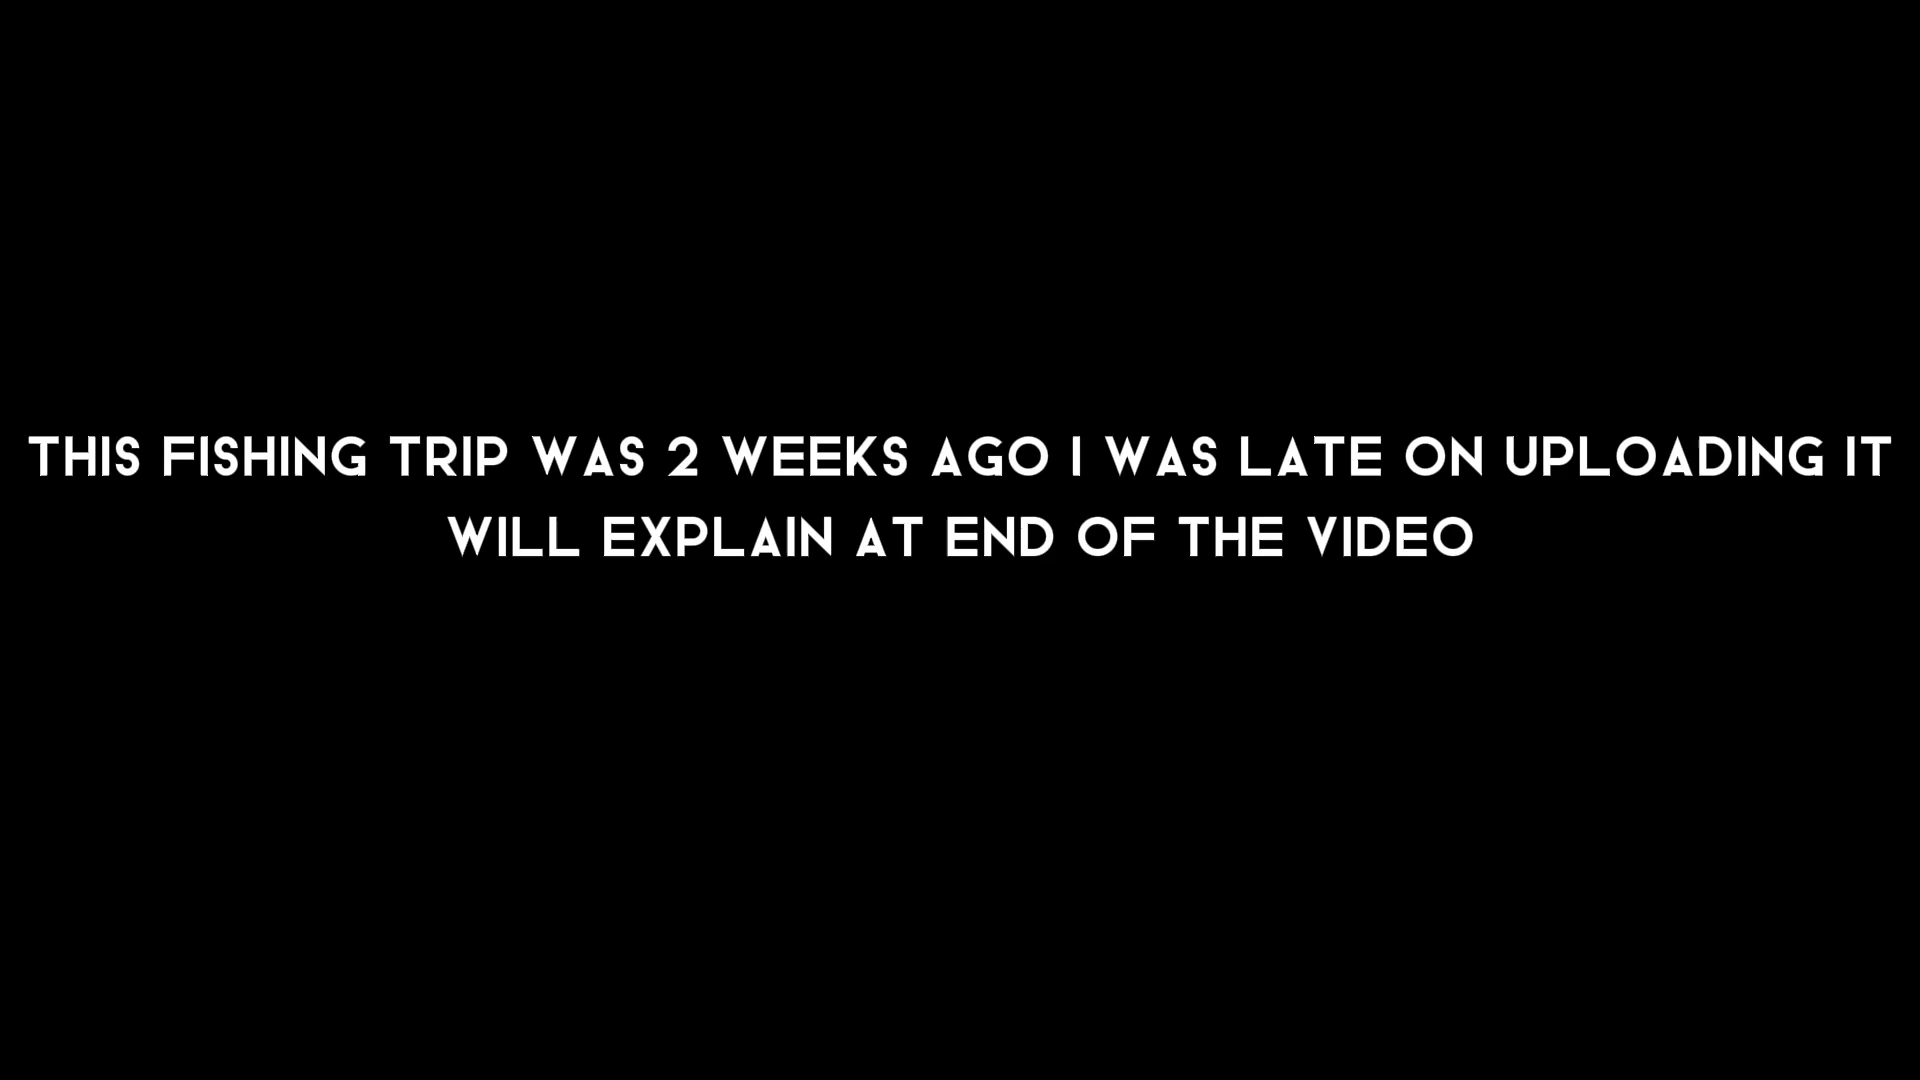 THIS FISHING TRIP WAS 2 WEEKS AGO I WAS LATE ON UPLOADING IT
WILL EXPLAIN AT END OF THE VIDEO